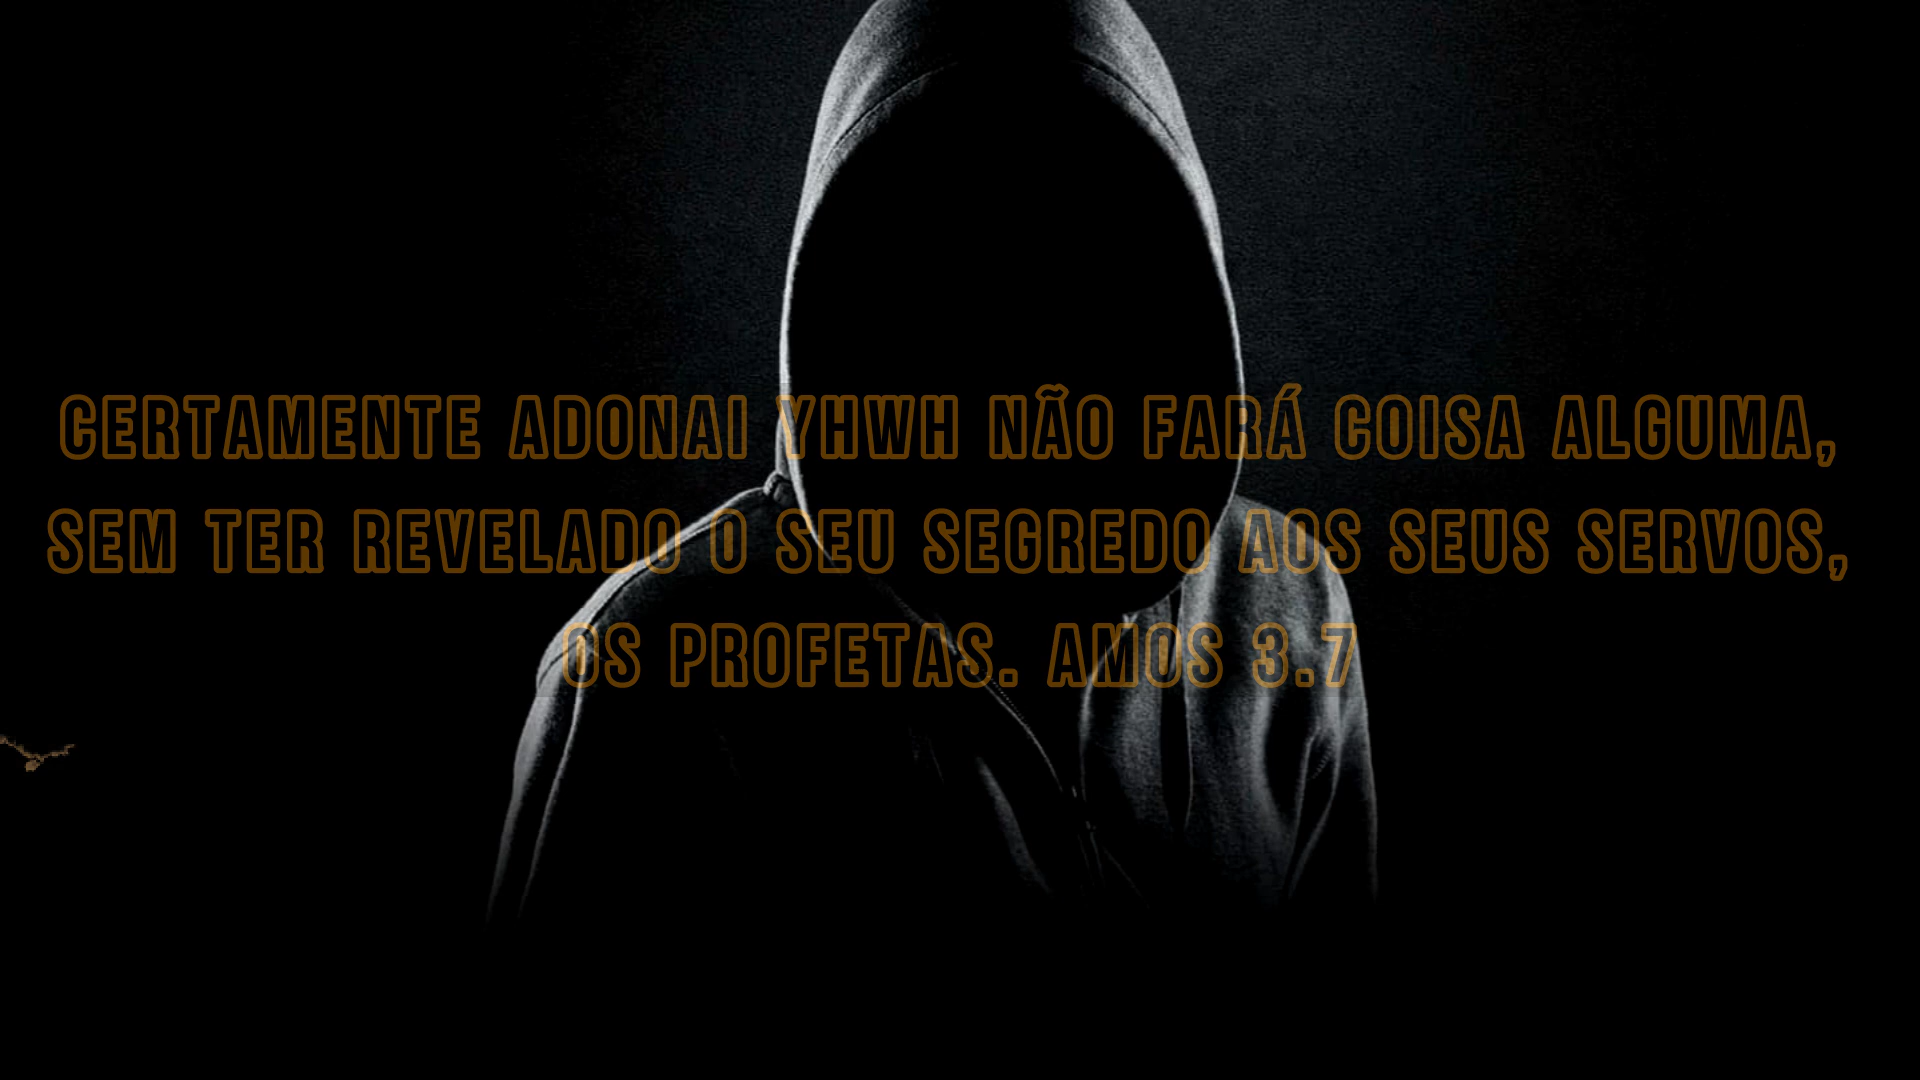 CERTAMENTE ADONAI YHWH NÃO FARÁ COISA ALGUMA,
SEM TER REVELADO O SEU SEGREDO AOS SEUS SERVOS,
OS PROFETAS. AMOS 3.7